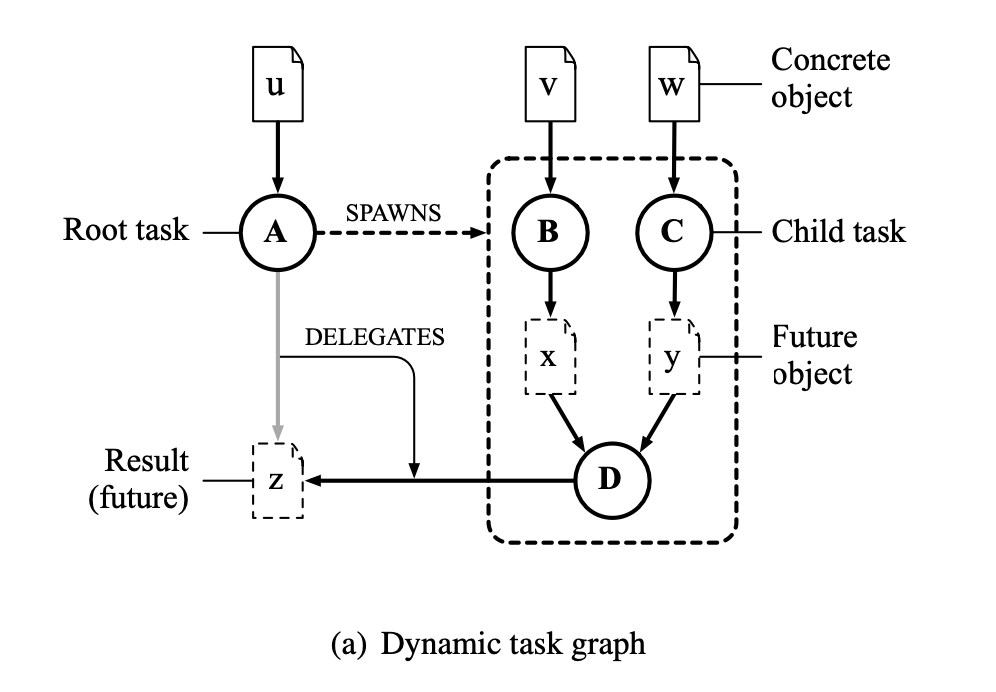 u
v
w
Concrete
object
Root task
A
SPAWNS
B
C
Child task
DELEGATES
x
y
Future
object
Result
(future)
z
D
(a) Dynamic task graph